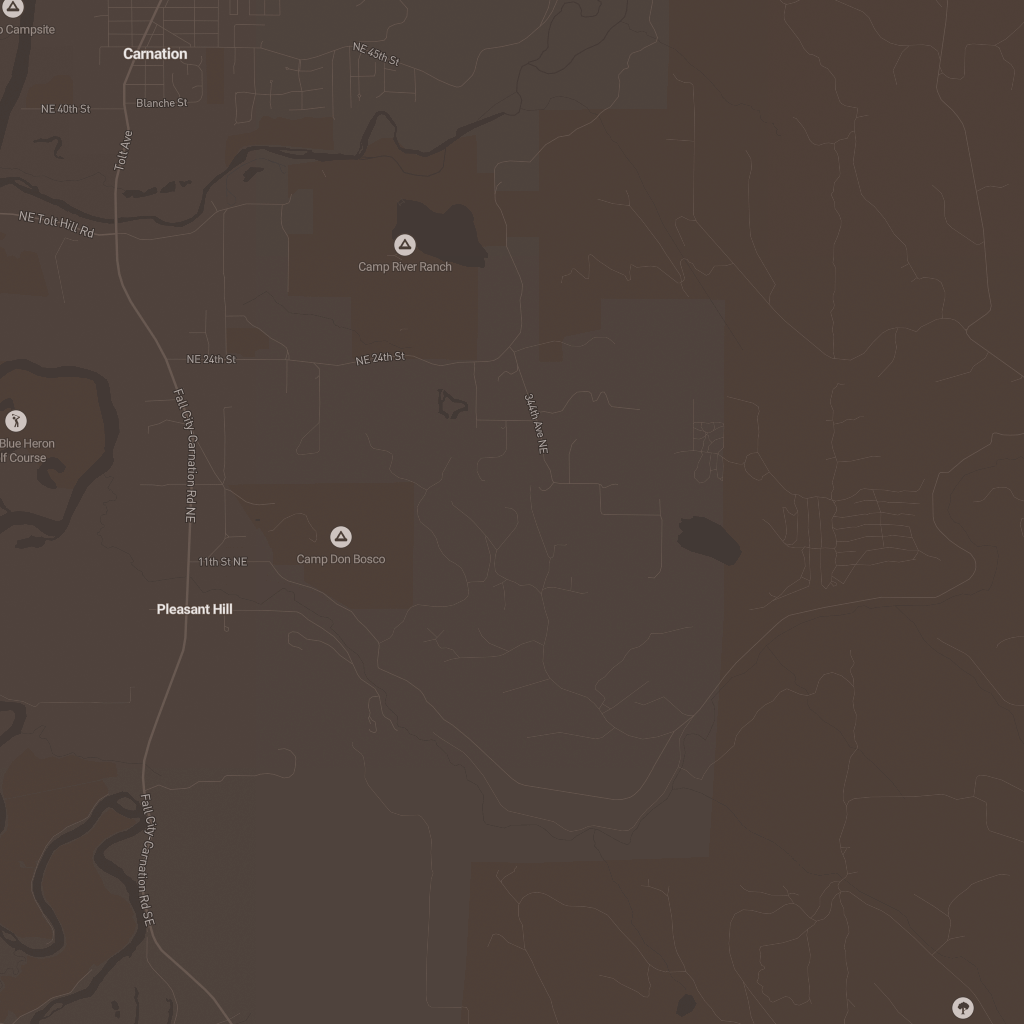 Campsite
Carnation
NE 45th St
NE 40th St
Blanche St
Tolt Ave
NE Tolt Hill Rd
Camp River Ranch
NE 24th St
NE 24th St
344th Ave NE
Fall City-Carnation Rd NE
Blue Heron
lf Course
Camp Don Bosco
11th St NE
Pleasant Hill
Fall City-Carnation Rd SE